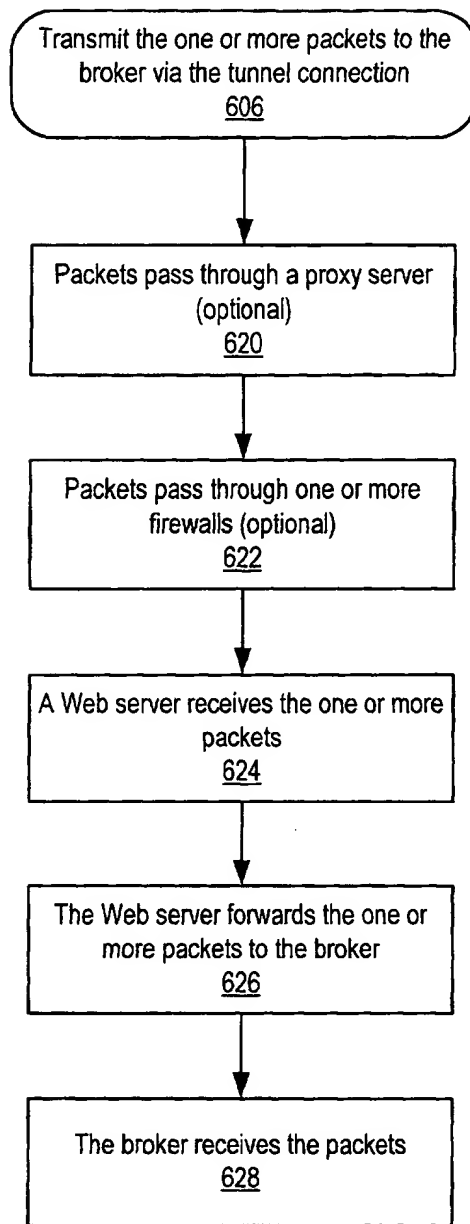 Transmit the one or more packets to the
broker via the tunnel connection
606
Packets pass through a proxy server
(optional)
620
Packets pass through one or more
firewalls (optional)
622
A Web server receives the one or more
packets
624
The Web server forwards the one or
more packets to the broker
626
The broker receives the packets
628